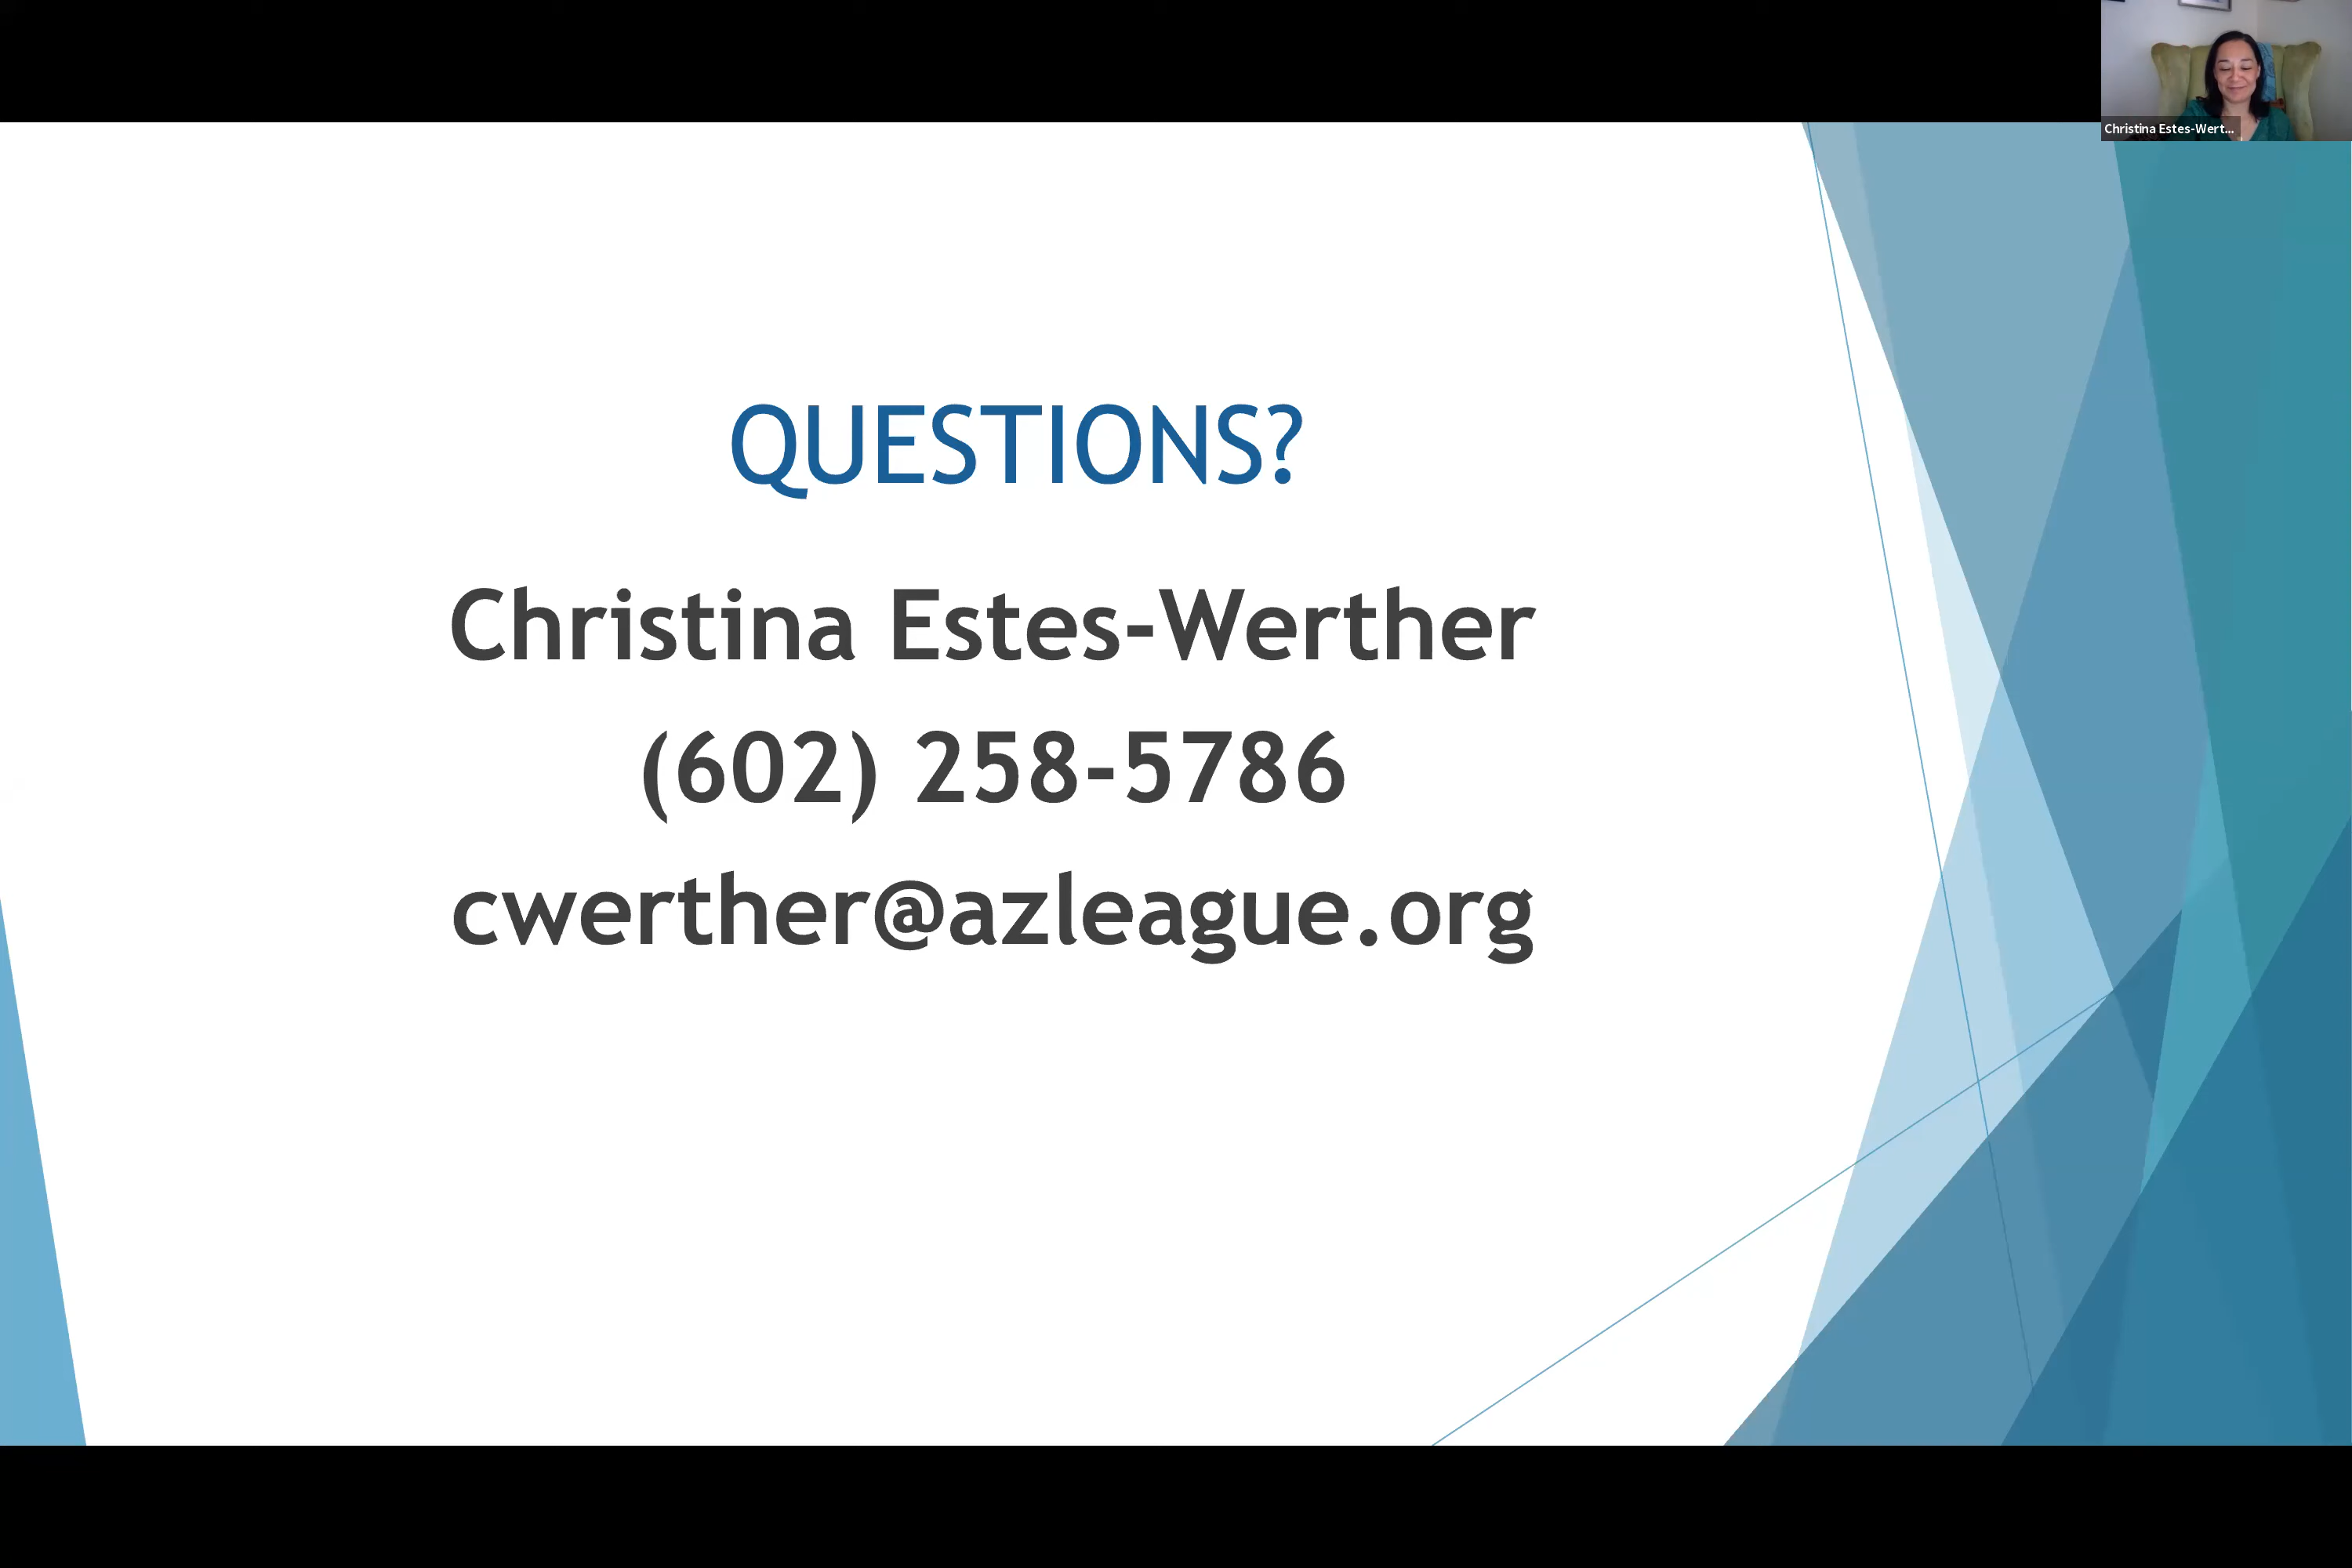 Christina Estes-Wert...
QUESTIONS?
Christina Estes-Werther
(602) 258-5786
cwerther@azleague.org